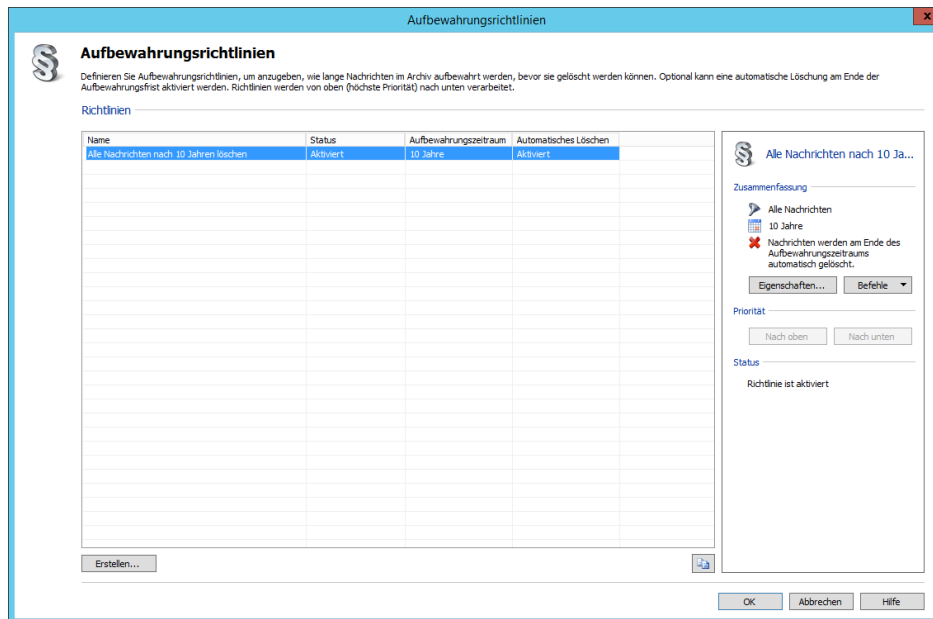 Aufbewahrungsrichtlinien
x
Aufbewahrungsrichtlinien
Definieren Sie Aufbewahrungsrichtlinien, um anzugeben, wie lange Nachrichten im Archiv aufbewahrt werden, bevor sie gelöscht werden können. Optional kann eine automatische Löschung am Ende der
Aufbewahrungsfrist aktiviert werden. Richtlinien werden von oben (höchste Priorität) nach unten verarbeitet.
Richtlinien
Name Status Aufbewahrungszeitraum Automatisches Löschen
Alle Nachrichten nach 10 Jahren löschen Aktiviert 10 Jahre Aktiviert
§ Alle Nachrichten nach 10 Ja...
Zusammenfassung
Alle Nachrichten
10 Jahre
Nachrichten werden am Ende des
Aufbewahrungszeitraums
automatisch gelöscht.
Eigenschaften... Befehle
Priorität
Nach oben Nach unten
Status
Richtlinie ist aktiviert
Erstellen...
OK Abbrechen Hilfe